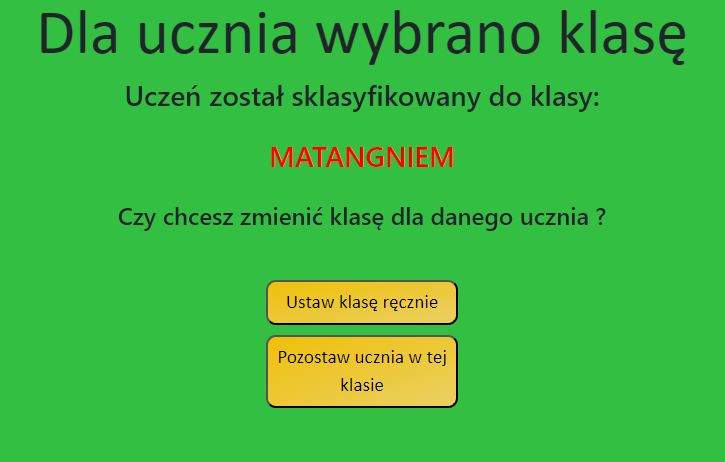 Dla ucznia wybrano klasę
Uczeń został sklasyfikowany do klasy:
MATANGNIEM
Czy chcesz zmienić klasę dla danego ucznia ?
Ustaw klasę ręcznie
Pozostaw ucznia w tej
klasie